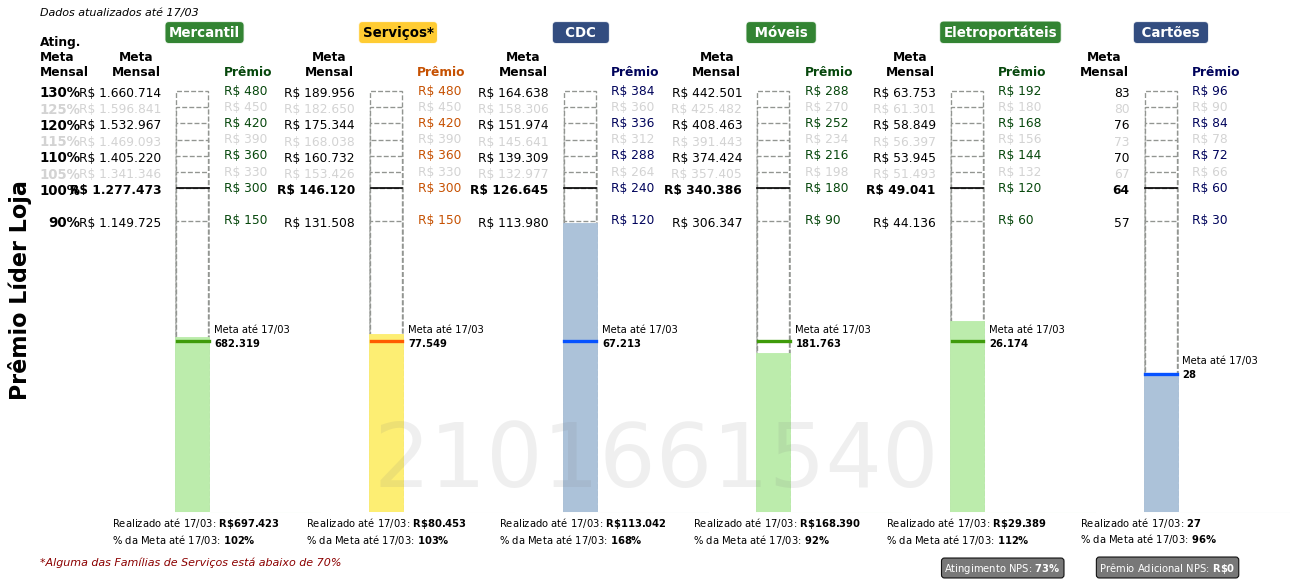 Dados atualizados até 17/03
Mercantil Serviços* CDC Móveis Eletroportáteis Cartões
Ating. Meta Mensal
Meta Mensal Prêmio Meta Mensal Prêmio Meta Mensal Prêmio Meta Mensal Prêmio Meta Mensal Prêmio Meta Mensal Prêmio
130% R$ 1.660.714 R$ 480 R$ 189.956 R$ 480 R$ 164.638 R$ 384 R$ 442.501 R$ 288 R$ 63.753 R$ 192 83 R$ 96
125% R$ 1.596.841 R$ 450 R$ 182.650 R$ 450 R$ 158.306 R$ 360 R$ 425.482 R$ 270 R$ 61.301 R$ 180 80 R$ 90
120% R$ 1.532.967 R$ 420 R$ 175.344 R$ 420 R$ 151.974 R$ 336 R$ 408.463 R$ 252 R$ 58.849 R$ 168 76 R$ 84
115% R$ 1.469.093 R$ 390 R$ 168.038 R$ 390 R$ 145.641 R$ 312 R$ 391.443 R$ 234 R$ 56.397 R$ 156 73 R$ 78
110% R$ 1.405.220 R$ 360 R$ 160.732 R$ 360 R$ 139.309 R$ 288 R$ 374.424 R$ 216 R$ 53.945 R$ 144 70 R$ 72
105% R$ 1.341.346 R$ 330 R$ 153.426 R$ 330 R$ 132.977 R$ 264 R$ 357.405 R$ 198 R$ 51.493 R$ 132 67 R$ 66
100% R$ 1.277.473 R$ 300 R$ 146.120 R$ 300 R$ 126.645 R$ 240 R$ 340.386 R$ 180 R$ 49.041 R$ 120 64 R$ 60
90% R$ 1.149.725 R$ 150 R$ 131.508 R$ 150 R$ 113.980 R$ 120 R$ 306.347 R$ 90 R$ 44.136 R$ 60 57 R$ 30
Prêmio Líder Loja
Meta até 17/03 Meta até 17/03 Meta até 17/03 Meta até 17/03 Meta até 17/03
682.319 77.549 67.213 181.763 26.174
Meta até 17/03
28
2101661540
Realizado até 17/03: R$697.423 Realizado até 17/03: R$80.453 Realizado até 17/03: R$113.042 Realizado até 17/03: R$168.390 Realizado até 17/03: R$29.389 Realizado até 17/03: 27
% da Meta até 17/03: 102% % da Meta até 17/03: 103% % da Meta até 17/03: 168% % da Meta até 17/03: 92% % da Meta até 17/03: 112% % da Meta até 17/03: 96%
*Alguma das Famílias de Serviços está abaixo de 70%
Atingimento NPS: 73% Prêmio Adicional NPS: R$0